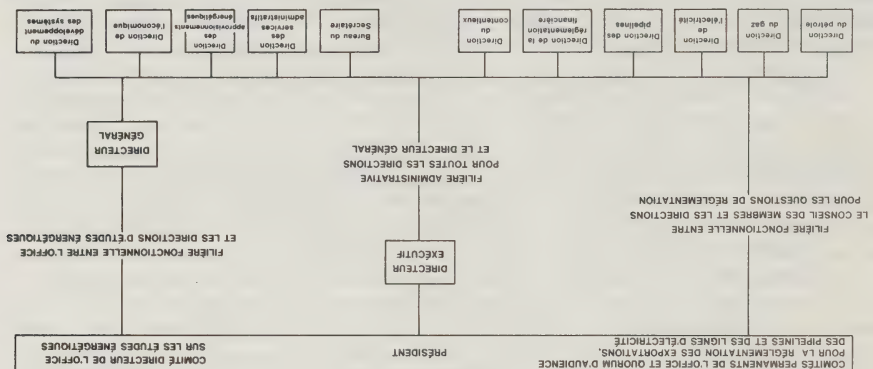 COMITÉS PERMANENTS DE L'OFFICE ET QUORUM D'AUDIENCE
POUR LA RÉGLEMENTATION DES EXPORTATIONS,
DES PIPELINES ET DES LIGNES D'ÉLECTRICITÉ
PRÉSIDENT
COMITÉ DIRECTEUR DE L'OFFICE
SUR LES ÉTUDES ÉNERGÉTIQUES
DIRECTEUR
EXÉCUTIF
FILIÈRE FONCTIONNELLE ENTRE
LE CONSEIL DES MEMBRES ET LES DIRECTIONS
POUR LES QUESTIONS DE RÉGLEMENTATION
FILIÈRE ADMINISTRATIVE
POUR TOUTES LES DIRECTIONS
ET LE DIRECTEUR GÉNÉRAL
FILIÈRE FONCTIONNELLE ENTRE L'OFFICE
ET LES DIRECTIONS D'ÉTUDES ÉNERGÉTIQUES
DIRECTEUR
GÉNÉRAL
Direction
du pétrole
Direction
du gaz
Direction
de
l'électricité
Direction des
pipelines
Direction de la
réglementation
financière
Direction
du
contentieux
Bureau du
Secrétaire
Direction
des
services
administratifs
Direction
des
approvisionnements
énergétiques
Direction de
l'économique
Direction du
développement
des systèmes